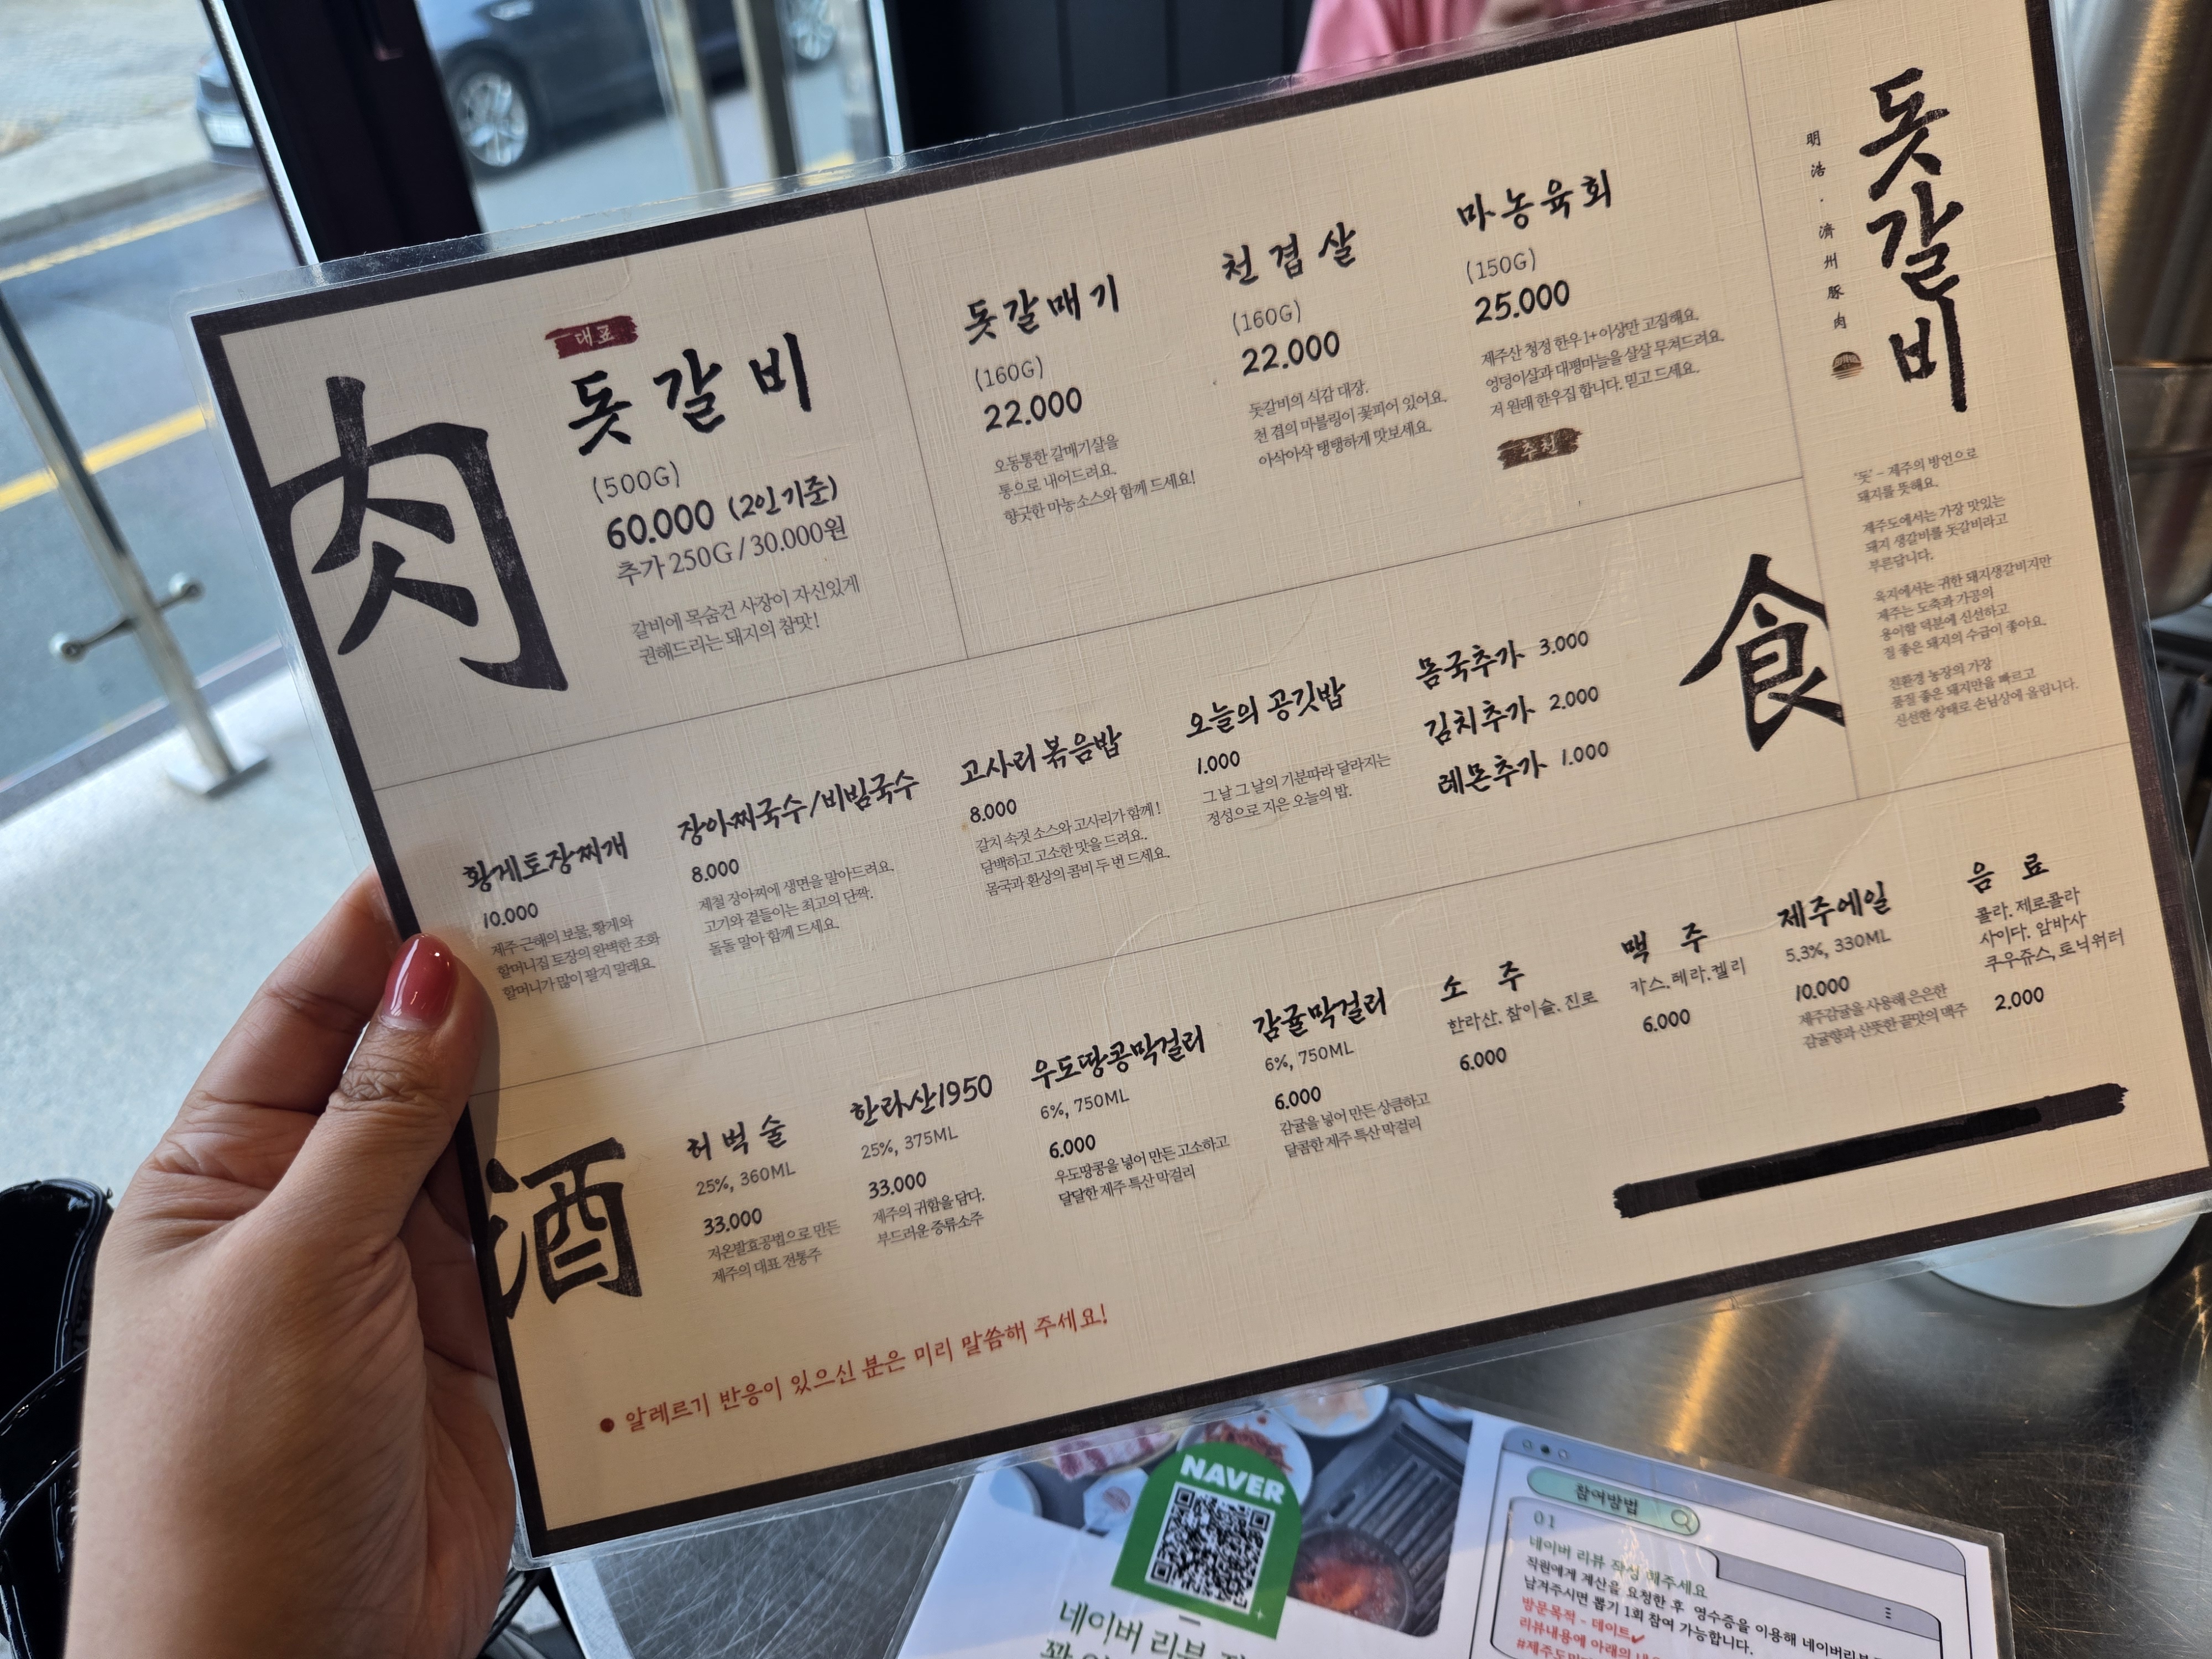 肉
대표
돗갈비
(500G)
60.000 (2인 기준)
추가 250G / 30.000원
갈비에 목숨건 사장이 자신있게
권해드리는 돼지의 참맛!
돗갈매기
(160G)
22.000
오동통한 갈매기살을
통으로 내어드려요.
향긋한 마농소스와 함께 드세요!
천겹살
(160G)
22.000
돗갈비의 식감 대장.
천 겹의 마블링이 꽃피어 있어요.
아삭아삭 탱탱하게 맛보세요.
마농육회
(150G)
25.000
제주산 청정 한우 1+ 이상만 고집해요.
엉덩이살과 대평마늘을 살살 무쳐드려요.
저 원래 한우집 합니다. 믿고 드세요.
추천
돗갈비
明浩·濟州豚肉
'돗' - 제주의 방언으로
돼지를 뜻해요.
제주도에서는 가장 맛있는
돼지 생갈비를 돗갈비라고
부른답니다.
육지에서는 귀한 돼지생갈비지만
제주는 도축과 가공의
용이함 덕분에 신선하고
질 좋은 돼지의 수급이 좋아요.
친환경 농장의 가장
품질 좋은 돼지만을 빠르고
신선한 상태로 손님상에 올립니다.
食
황게토장찌개
10.000
제주 근해의 보물, 황게와
할머니집 토장의 완벽한 조화
할머니가 많이 팔지 말래요.
장아찌국수/비빔국수
8.000
제철 장아찌에 생면을 말아드려요.
고기와 곁들이는 최고의 단짝.
돌돌 말아 함께 드세요.
고사리 볶음밥
8.000
갈치 속젓 소스와 고사리가 함께!
담백하고 고소한 맛을 드려요.
몸국과 환상의 콤비 두 번 드세요.
오늘의 공깃밥
1.000
그날 그날의 기분따라 달라지는
정성으로 지은 오늘의 밥.
몸국추가 3.000
김치추가 2.000
레몬추가 1.000
酒
허벅술
25%, 360ML
33.000
저온발효공법으로 만든
제주의 대표 전통주
한라산1950
25%, 375ML
33.000
제주의 귀함을 담다.
부드러운 증류소주
우도땅콩막걸리
6%, 750ML
6.000
우도땅콩을 넣어 만든 고소하고
달달한 제주 특산 막걸리
감귤막걸리
6%, 750ML
6.000
감귤을 넣어 만든 상큼하고
달콤한 제주 특산 막걸리
소주
한라산. 참이슬. 진로
6.000
맥주
카스. 테라. 켈리
6.000
제주에일
5.3%, 330ML
10.000
제주감귤을 사용해 은은한
감귤향과 산뜻한 끝맛의 맥주
음료
콜라. 제로콜라
사이다. 암바사
쿠우쥬스, 토닉워터
2.000
● 알레르기 반응이 있으신 분은 미리 말씀해 주세요!
NAVER
네이버 리뷰
참여방법
01
네이버 리뷰 작성 해주세요
직원에게 계산을 요청한 후 영수증을 이용해 네이버리뷰
남겨주시면 뽑기 1회 참여 가능합니다.
방문목적 - 데이트✔
리뷰내용에 아래의